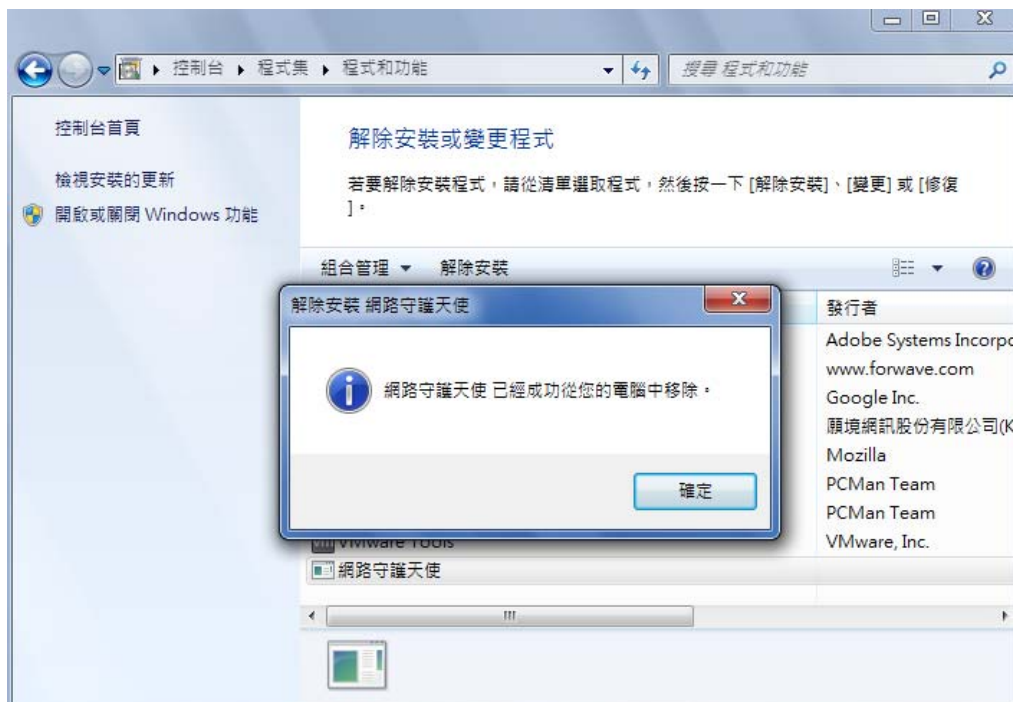 控制台 ▸ 程式集 ▸ 程式和功能
搜尋 程式和功能
控制台首頁
檢視安裝的更新
開啟或關閉 Windows 功能
解除安裝或變更程式
若要解除安裝程式，請從清單選取程式，然後按一下 [解除安裝]、[變更] 或 [修復
]。
組合管理 解除安裝
解除安裝 網路守護天使
網路守護天使 已經成功從您的電腦中移除。
確定
發行者
Adobe Systems Incorpo
www.forwave.com
Google Inc.
願境網訊股份有限公司(K
Mozilla
PCMan Team
PCMan Team
VMware Tools VMware, Inc.
網路守護天使